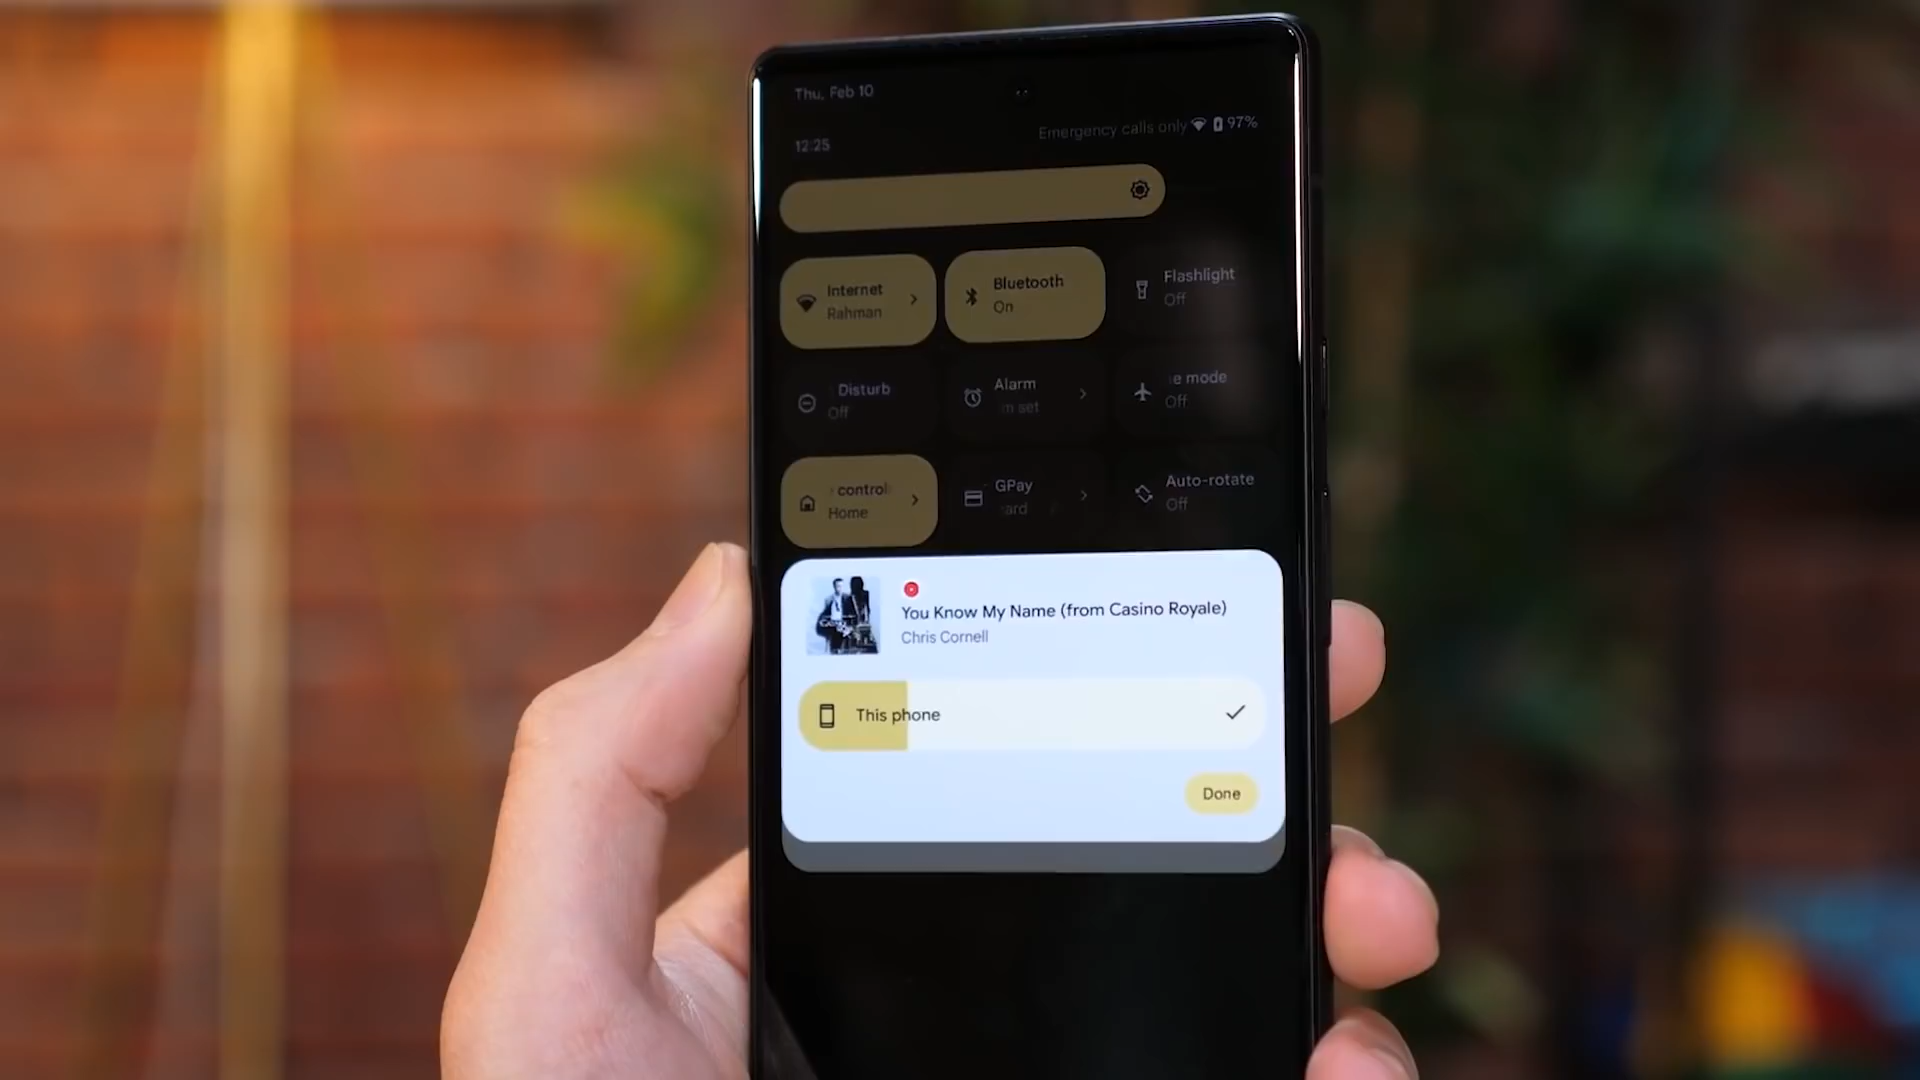 Thu, Feb 10
12:25
Emergency calls only
97%
Internet
Rahman
Bluetooth
On
Flashlight
Off
Disturb
Off
Alarm
m set
e mode
Off
control
Home
GPay
ard
Auto-rotate
Off
You Know My Name (from Casino Royale)
Chris Cornell
This phone
Done